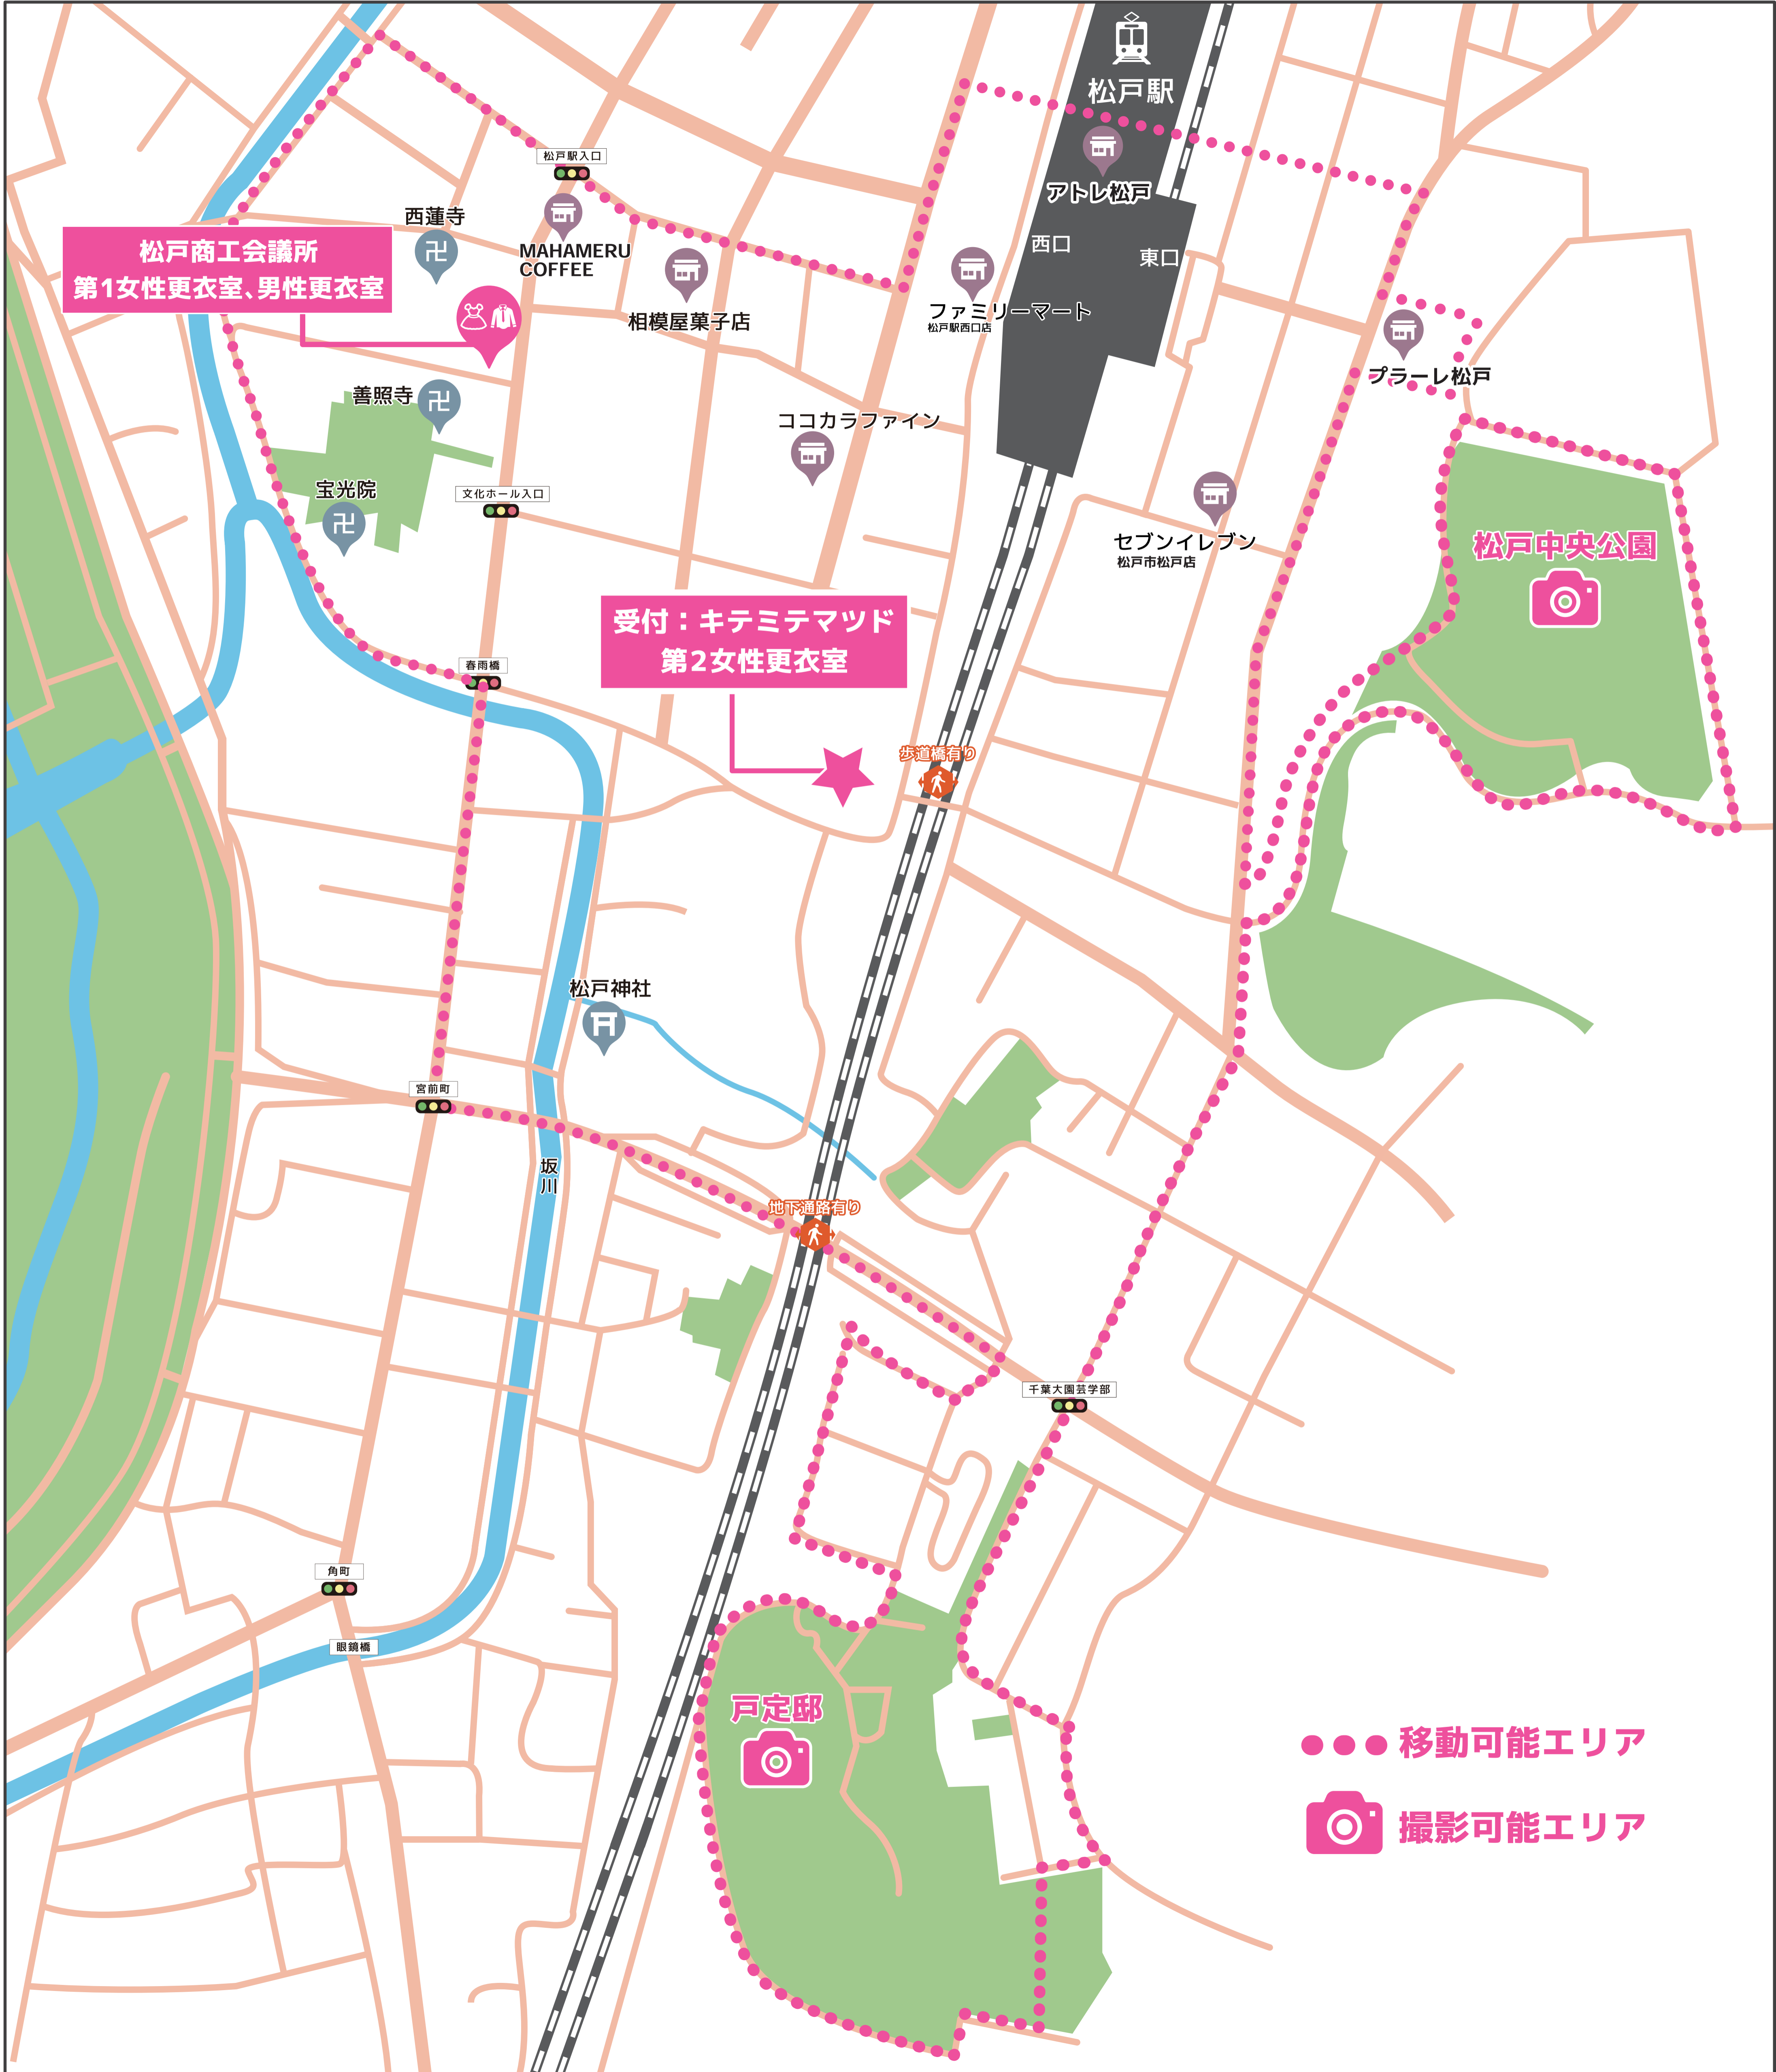 松戸駅
松戸駅入口
アトレ松戸
西蓮寺
松戸商工会議所
第1女性更衣室、男性更衣室
MAHAMERU
COFFEE
西口
東口
相模屋菓子店
ファミリーマート
松戸駅西口店
プラーレ松戸
善照寺
ココカラファイン
宝光院
文化ホール入口
セブンイレブン
松戸市松戸店
松戸中央公園
受付：キテミテマツド
第2女性更衣室
春雨橋
歩道橋有り
松戸神社
宮前町
坂川
地下通路有り
千葉大園芸学部
角町
眼鏡橋
戸定邸
移動可能エリア
撮影可能エリア